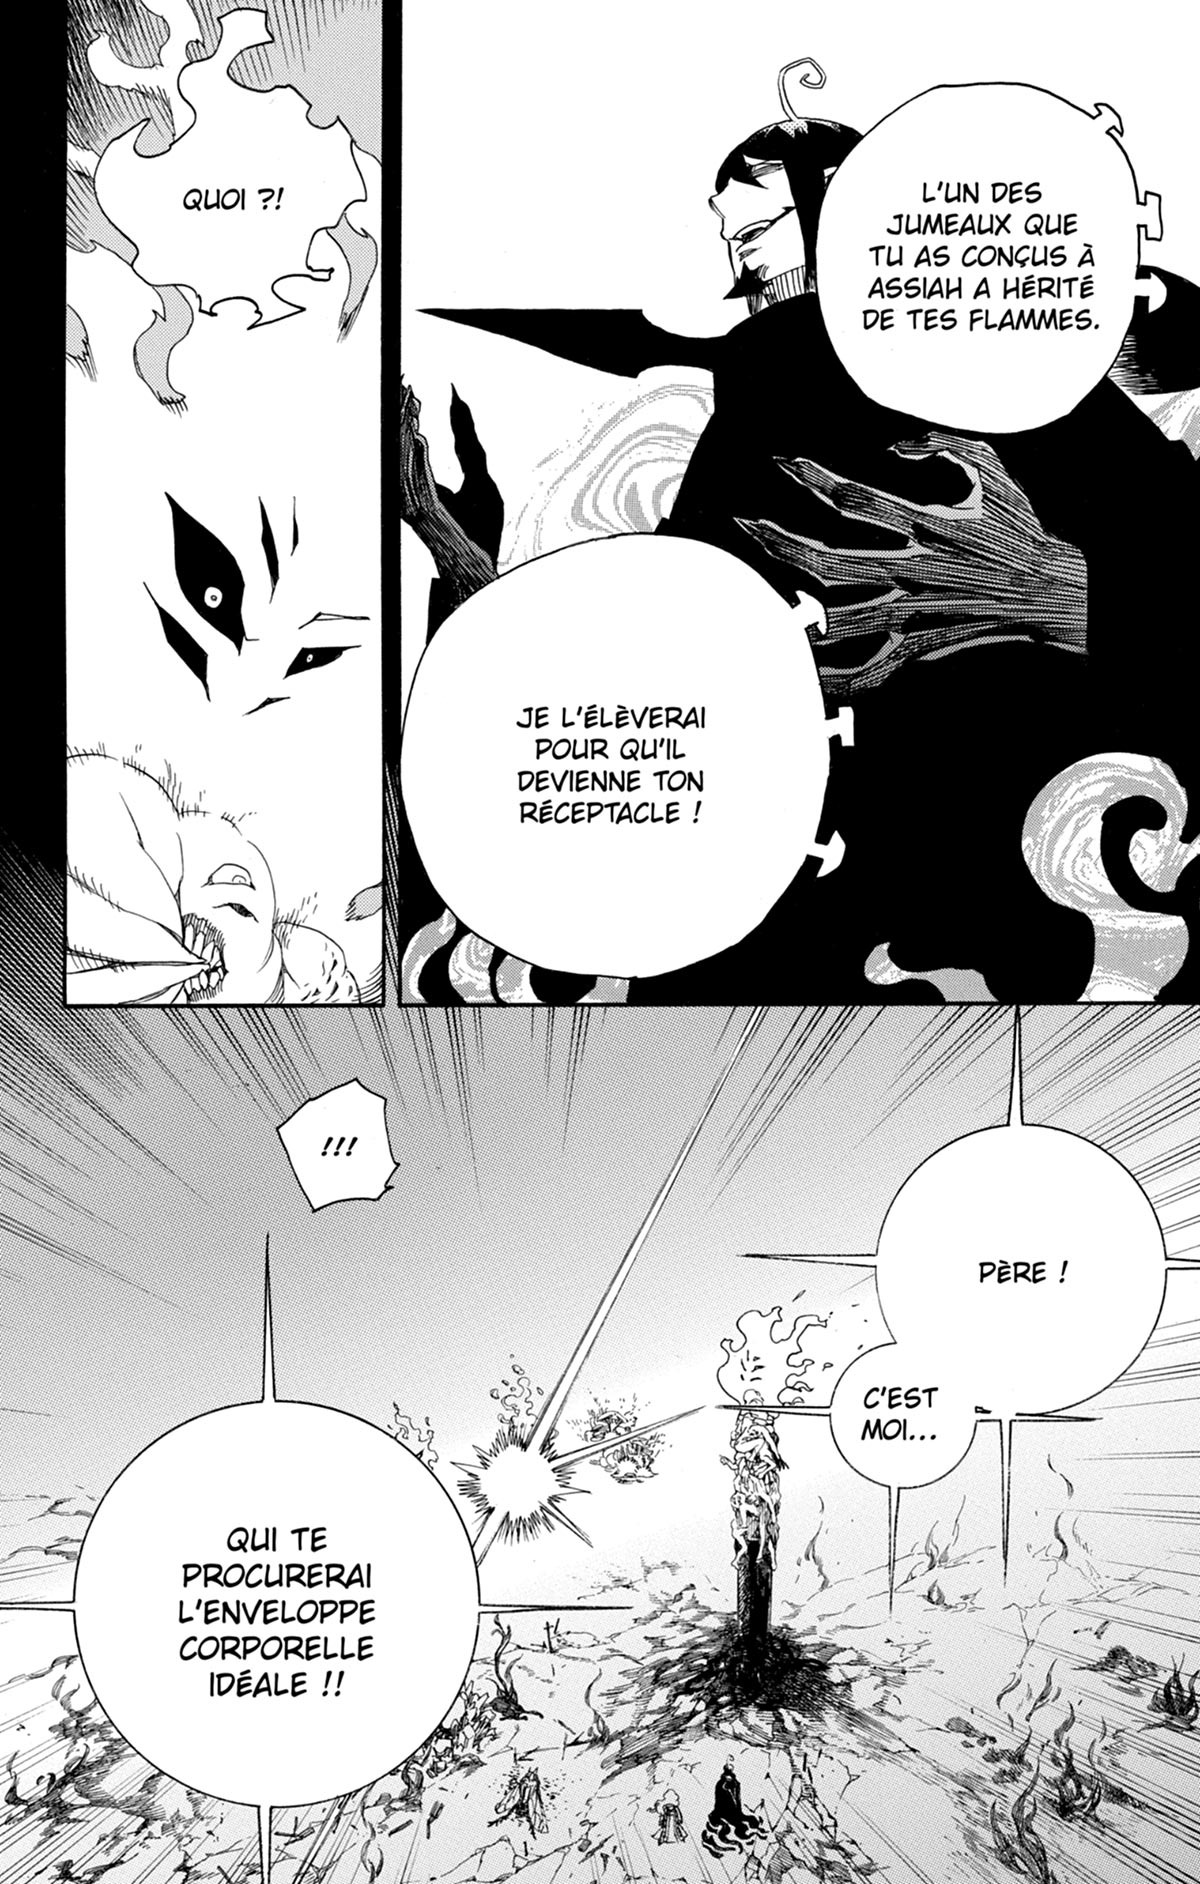 L'UN DES
JUMEAUX QUE
TU AS CONÇUS À
ASSIAH A HÉRITÉ
DE TES FLAMMES.
JE L'ÉLÈVERAI
POUR QU'IL
DEVIENNE TON
RÉCEPTACLE !
QUOI ?!
PÈRE !
C'EST
MOI...
!!!
QUI TE
PROCURERAI
L'ENVELOPPE
CORPORELLE
IDÉALE !!